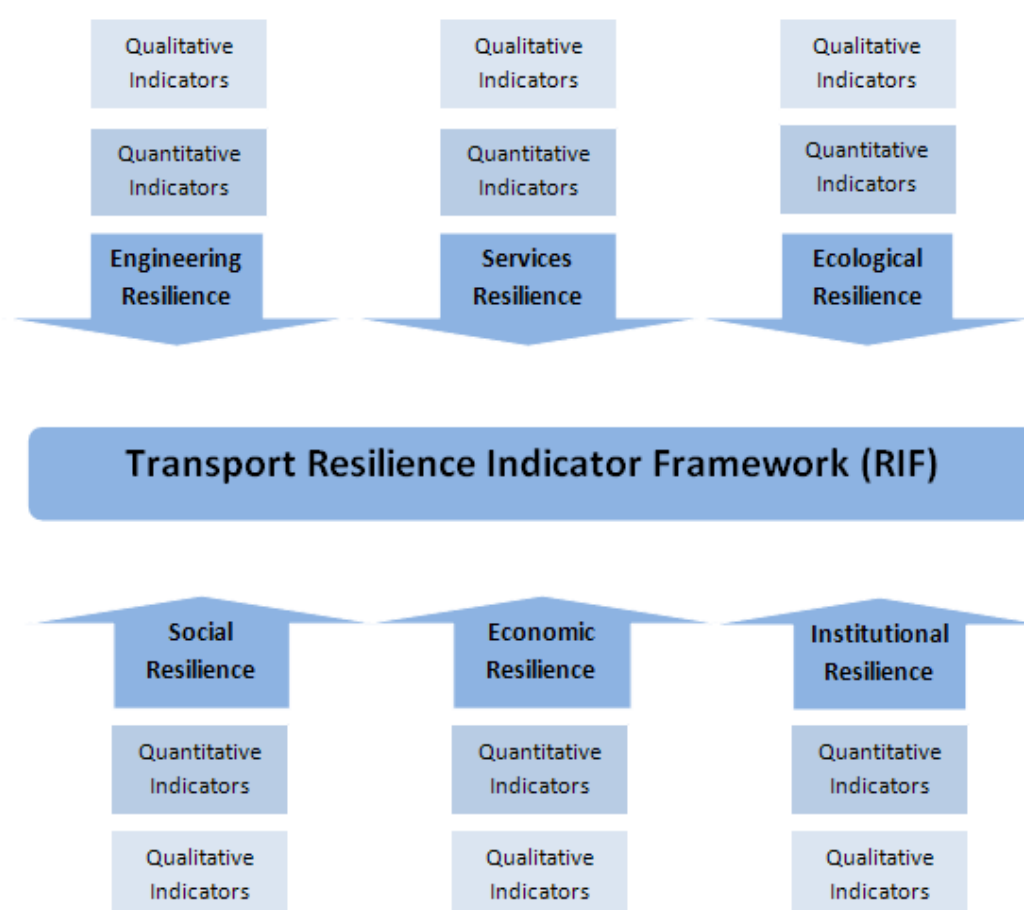 Qualitative
Indicators
Qualitative
Indicators
Qualitative
Indicators
Quantitative
Indicators
Quantitative
Indicators
Quantitative
Indicators
Engineering
Resilience
Services
Resilience
Ecological
Resilience
Transport Resilience Indicator Framework (RIF)
Social
Resilience
Economic
Resilience
Institutional
Resilience
Quantitative
Indicators
Quantitative
Indicators
Quantitative
Indicators
Qualitative
Indicators
Qualitative
Indicators
Qualitative
Indicators